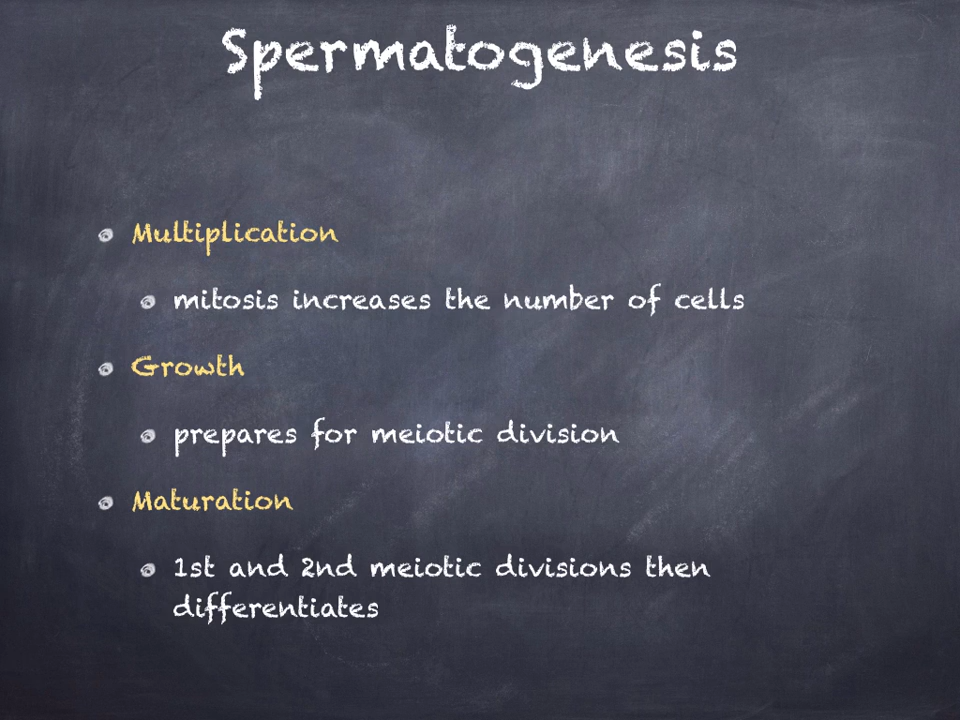 Spermatogenesis
Multiplication
mitosis increases the number of cells
Growth
prepares for meiotic division
Maturation
1st and 2nd meiotic divisions then
differentiates